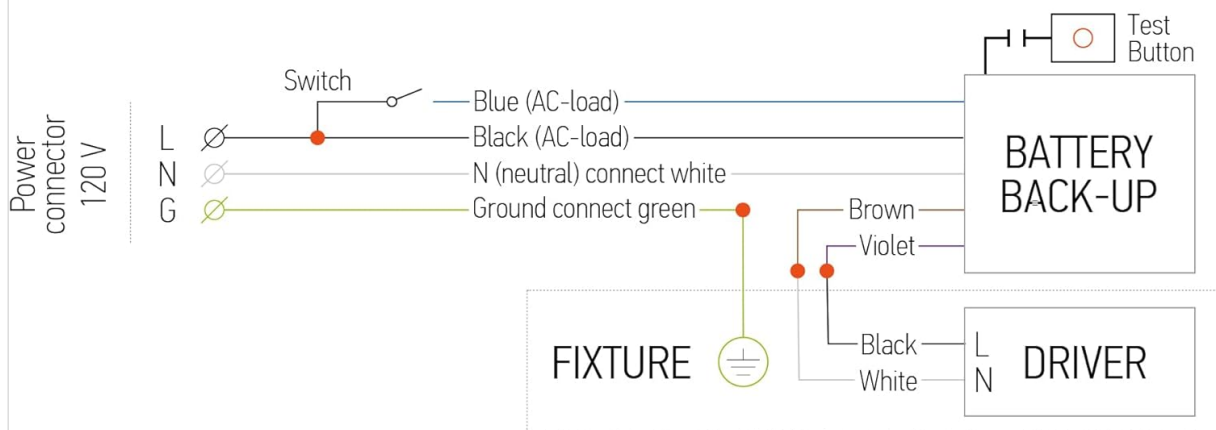 Test
Button
Switch
Blue (AC-load)
Power
connector
120 V
L
Black (AC-load)
N
N (neutral) connect white
G
Ground connect green
BATTERY
BACK-UP
Brown
Violet
FIXTURE
Black
L
White
N
DRIVER